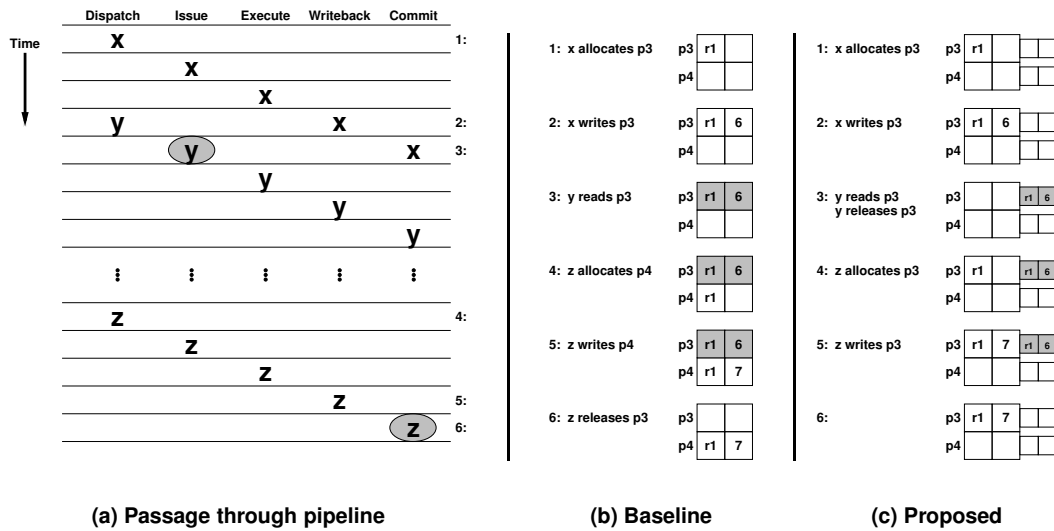 Dispatch Issue Execute Writeback Commit
Time
x 1:
x
x
y x 2:
y x 3:
y
y
y
z 4:
z
z
z 5:
z 6:
(a) Passage through pipeline
1: x allocates p3 p3 r1
p4
2: x writes p3 p3 r1 6
p4
3: y reads p3 p3 r1 6
p4
4: z allocates p4 p3 r1 6
p4 r1
5: z writes p4 p3 r1 6
p4 r1 7
6: z releases p3 p3
p4 r1 7
(b) Baseline
1: x allocates p3 p3 r1
p4
2: x writes p3 p3 r1 6
p4
3: y reads p3 p3 r1 6
y releases p3
p4
4: z allocates p3 p3 r1 r1 6
p4
5: z writes p3 p3 r1 7 r1 6
p4
6: p3 r1 7
p4
(c) Proposed